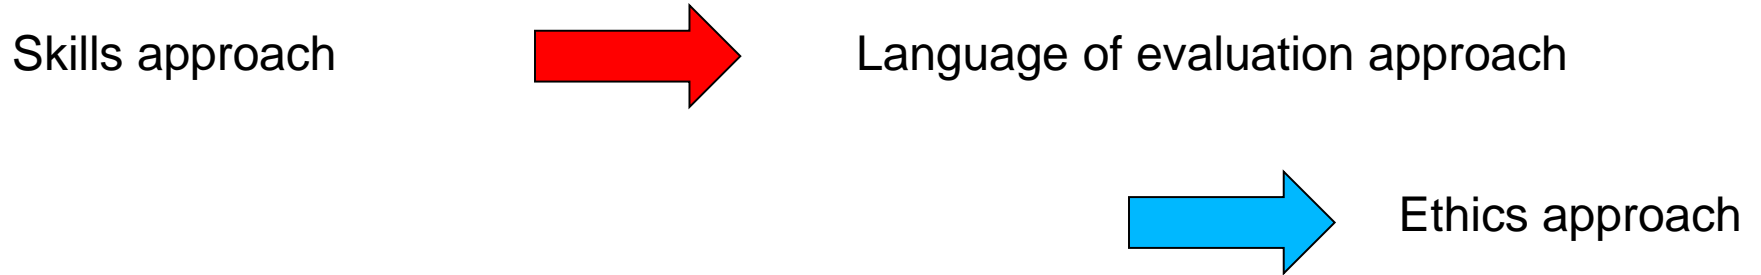 Skills approach
Language of evaluation approach
Ethics approach